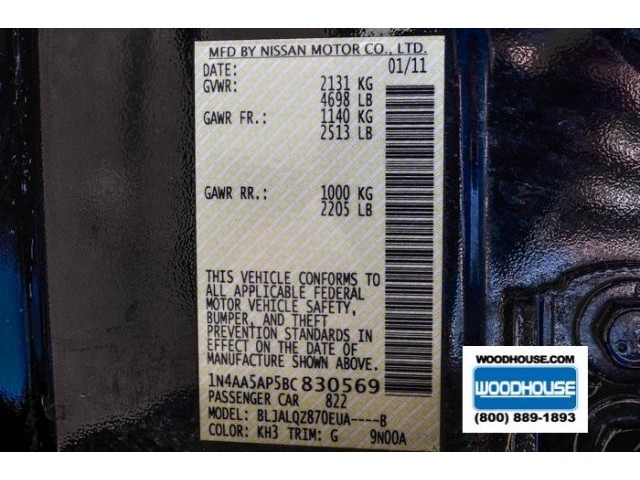 MFD BY NISSAN MOTOR CO., LTD.
DATE: 01/11
GVWR: 2131 KG
4698 LB
GAWR FR.: 1140 KG
2513 LB
GAWR RR.: 1000 KG
2205 LB
THIS VEHICLE CONFORMS TO
ALL APPLICABLE FEDERAL
MOTOR VEHICLE SAFETY,
BUMPER, AND THEFT
PREVENTION STANDARDS IN
EFFECT ON THE DATE OF
MANUFACTURE SHOWN ABOVE.
1N4AA5AP5BC830569
PASSENGER CAR 822
MODEL: BLJALQZ870EUA----B
COLOR: KH3 TRIM: G 9N00A
WOODHOUSE.COM
WOODHOUSE
(800) 889-1893